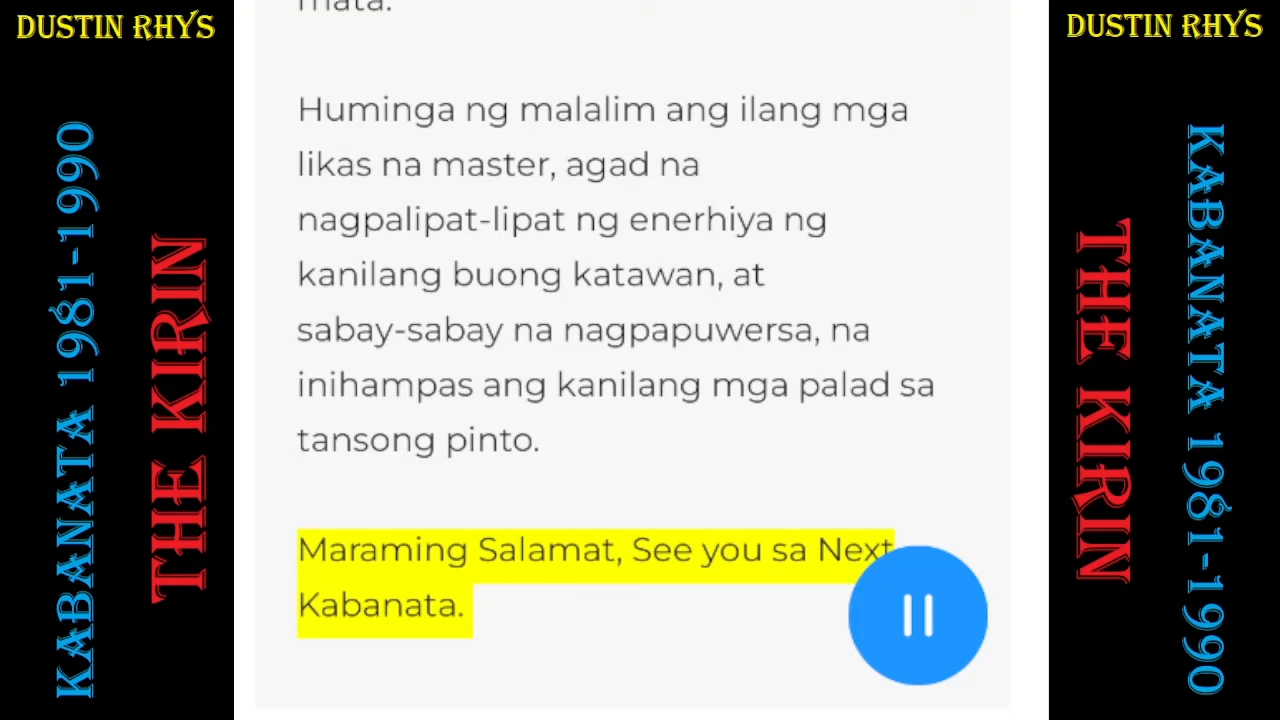 DUSTIN RHYS
KABANATA 1981-1990
THE KIRIN
mata.
Huminga ng malalim ang ilang mga
likas na master, agad na
nagpalipat-lipat ng enerhiya ng
kanilang buong katawan, at
sabay-sabay na nagpapuwersa, na
inihampas ang kanilang mga palad sa
tansong pinto.
Maraming Salamat, See you sa Next
Kabanata.
DUSTIN RHYS
THE KIRIN
KABANATA 1981-1990